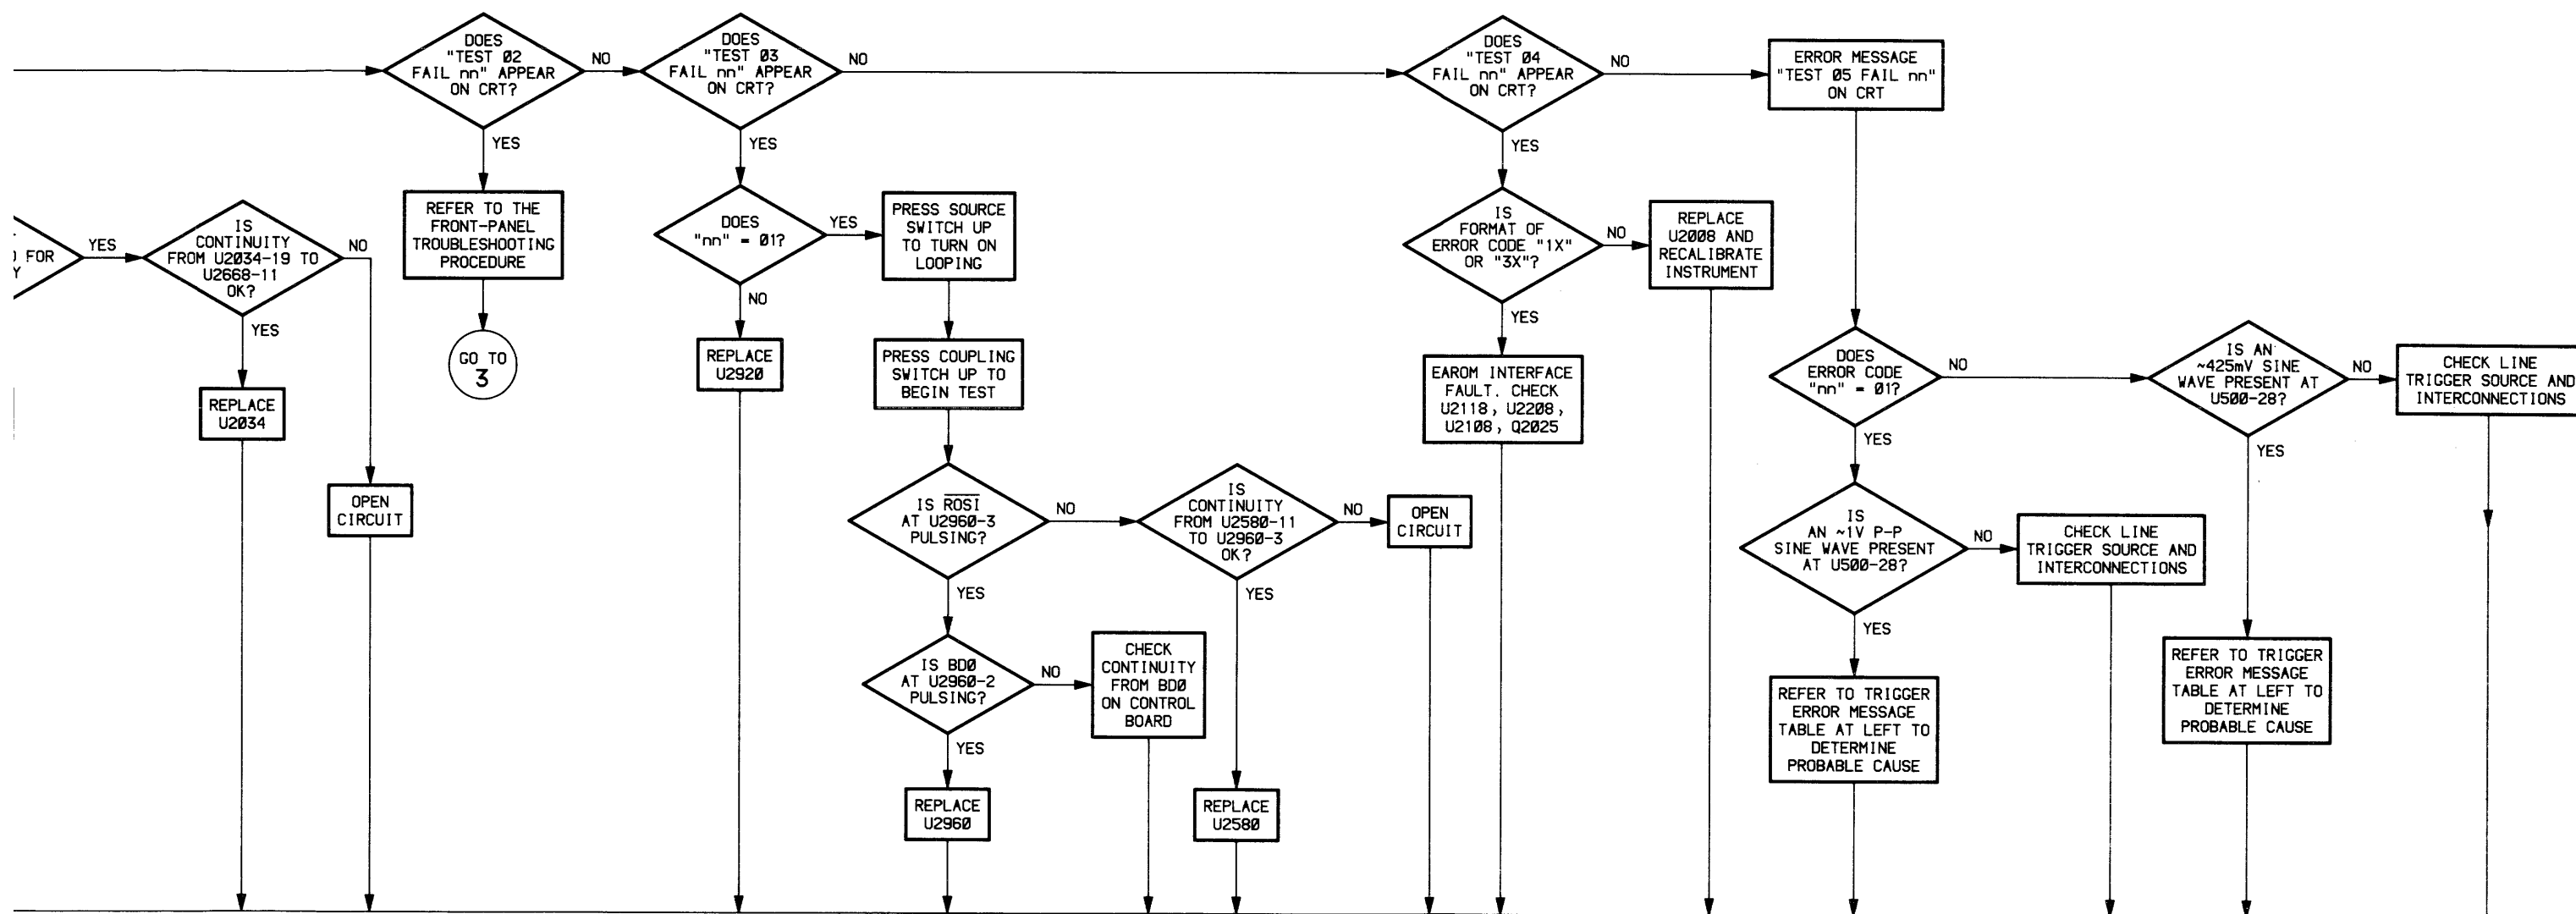 DOES
"TEST 02
FAIL nn" APPEAR
ON CRT?
NO
YES
DOES
"TEST 03
FAIL nn" APPEAR
ON CRT?
NO
YES
DOES
"TEST 04
FAIL nn" APPEAR
ON CRT?
NO
YES
ERROR MESSAGE
"TEST 05 FAIL nn"
ON CRT
FOR
Y
YES
IS
CONTINUITY
FROM U2034-19 TO
U2668-11
OK?
NO
YES
REPLACE
U2034
OPEN
CIRCUIT
REFER TO THE
FRONT-PANEL
TROUBLESHOOTING
PROCEDURE
GO TO
3
DOES
"nn" = 01?
YES
NO
REPLACE
U2920
PRESS SOURCE
SWITCH UP
TO TURN ON
LOOPING
PRESS COUPLING
SWITCH UP TO
BEGIN TEST
IS ROSI
AT U2960-3
PULSING?
NO
YES
IS
CONTINUITY
FROM U2580-11
TO U2960-3
OK?
NO
YES
OPEN
CIRCUIT
IS BD0
AT U2960-2
PULSING?
NO
YES
CHECK
CONTINUITY
FROM BD0
ON CONTROL
BOARD
REPLACE
U2960
REPLACE
U2580
IS
FORMAT OF
ERROR CODE "1X"
OR "3X"?
NO
YES
REPLACE
U2008 AND
RECALIBRATE
INSTRUMENT
EAROM INTERFACE
FAULT. CHECK
U2118, U2208,
U2108, Q2025
DOES
ERROR CODE
"nn" = 01?
NO
YES
IS AN
~425mV SINE
WAVE PRESENT AT
U500-28?
NO
YES
CHECK LINE
TRIGGER SOURCE AND
INTERCONNECTIONS
IS
AN ~1V P-P
SINE WAVE PRESENT
AT U500-28?
NO
YES
CHECK LINE
TRIGGER SOURCE AND
INTERCONNECTIONS
REFER TO TRIGGER
ERROR MESSAGE
TABLE AT LEFT TO
DETERMINE
PROBABLE CAUSE
REFER TO TRIGGER
ERROR MESSAGE
TABLE AT LEFT TO
DETERMINE
PROBABLE CAUSE